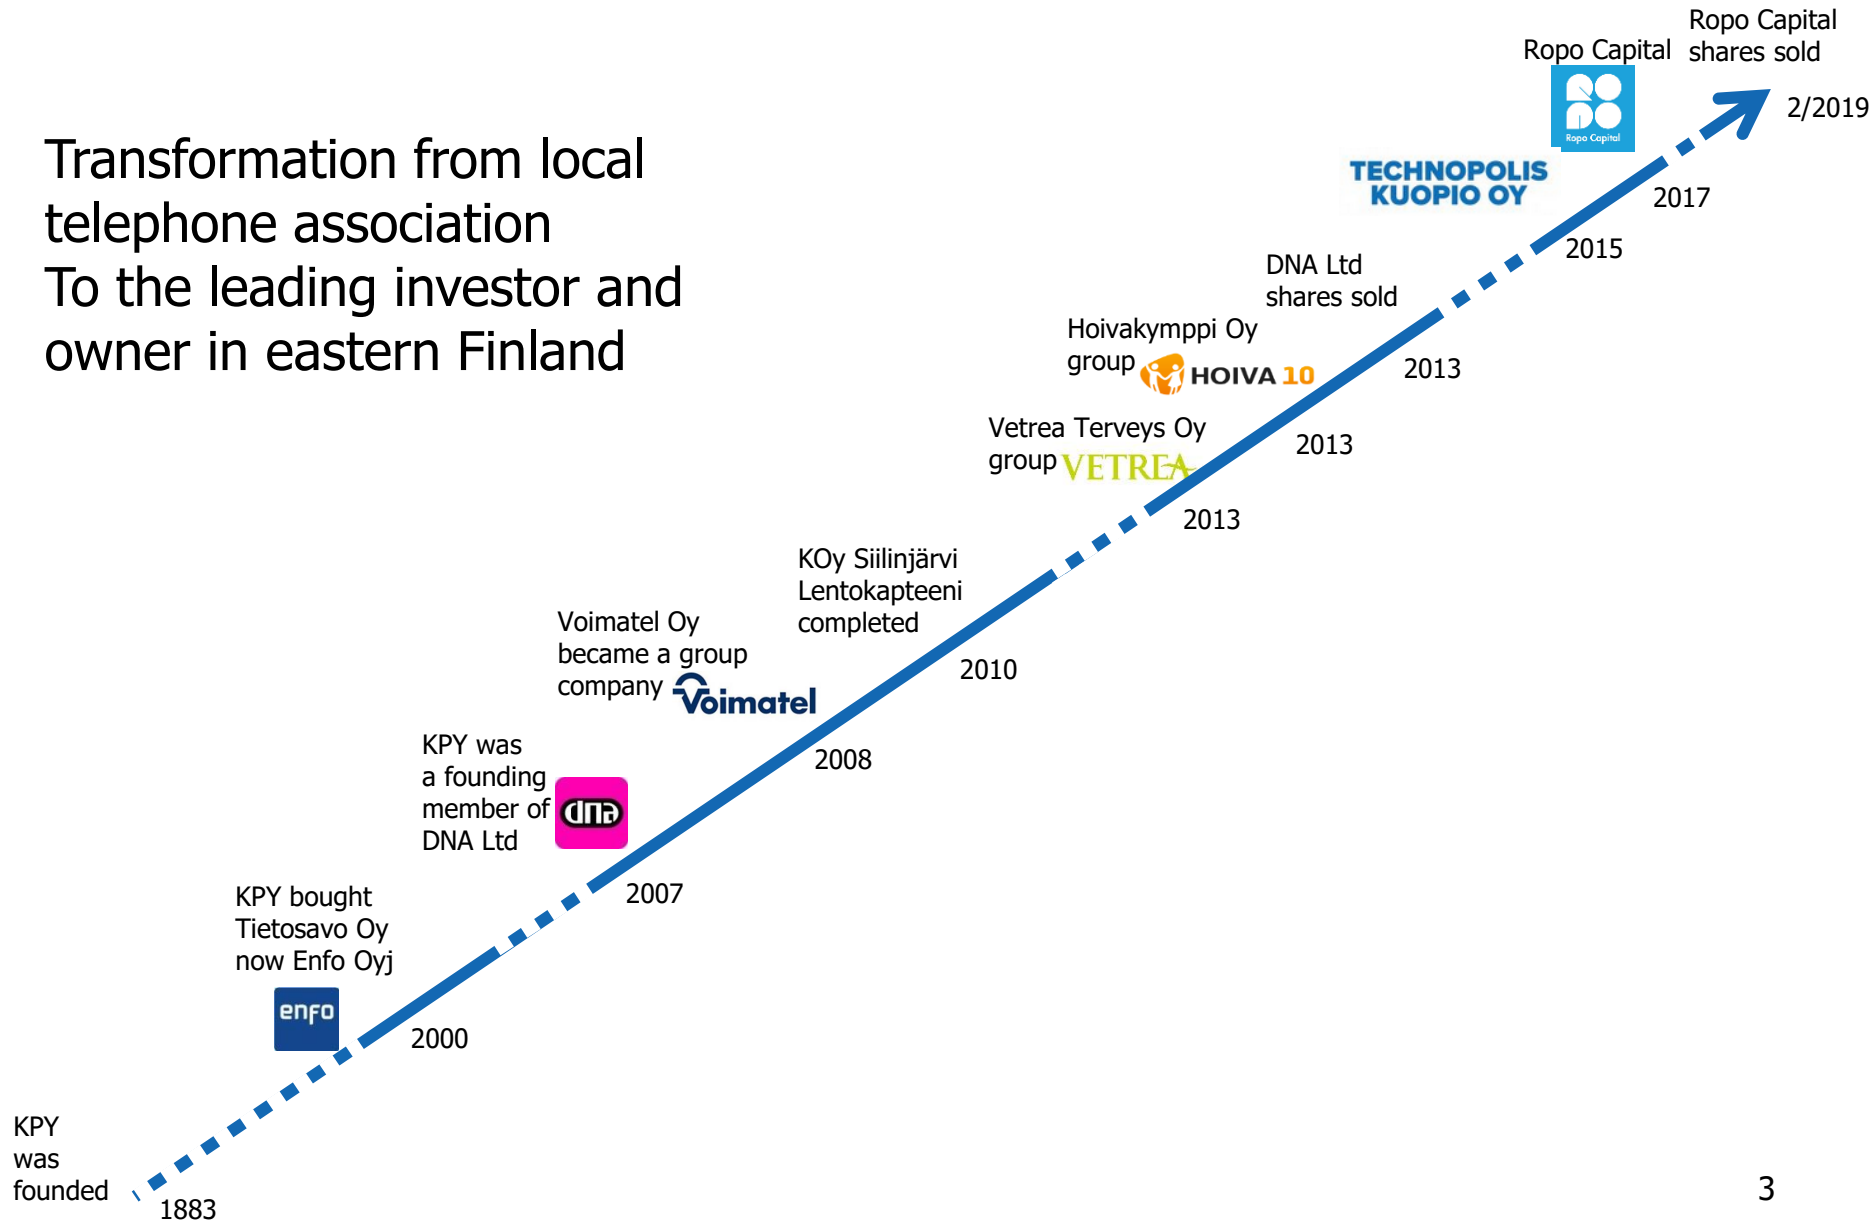 Transformation from local
telephone association
To the leading investor and
owner in eastern Finland
KPY
was
founded
1883
KPY bought
Tietosavo Oy
now Enfo Oyj
enfo
2000
KPY was
a founding
member of
DNA Ltd
dna
2007
Voimatel Oy
became a group
company
Voimatel
2008
KOy Siilinjärvi
Lentokapteeni
completed
2010
Vetrea Terveys Oy
group
VETREA
2013
Hoivakymppi Oy
group
HOIVA 10
2013
DNA Ltd
shares sold
2013
TECHNOPOLIS
KUOPIO OY
2015
Ropo Capital
ROPO
Ropo Capital
2017
Ropo Capital
shares sold
2/2019
3